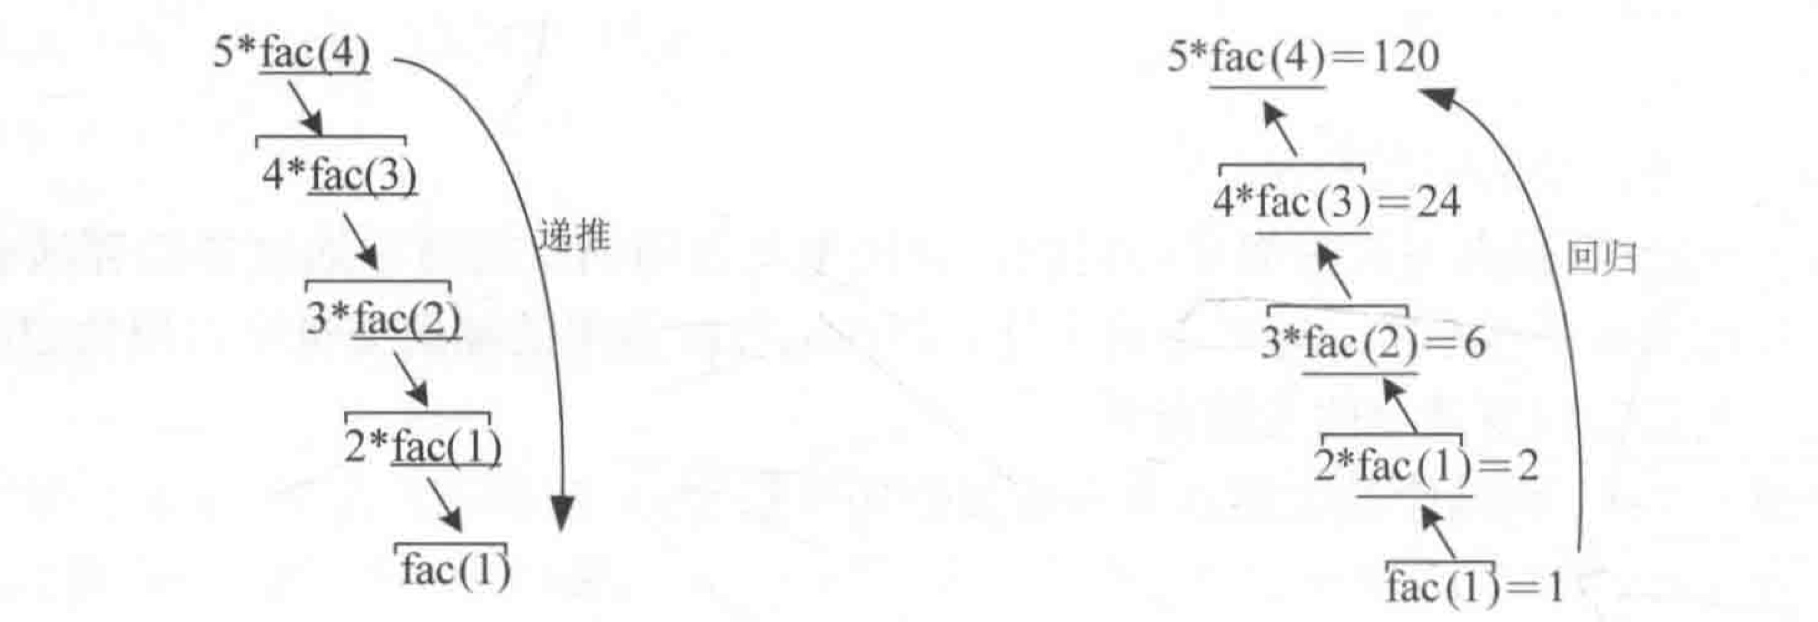 5*fac(4)
4*fac(3)
递推
3*fac(2)
2*fac(1)
fac(1)
5*fac(4)=120
4*fac(3)=24
回归
3*fac(2)=6
2*fac(1)=2
fac(1)=1